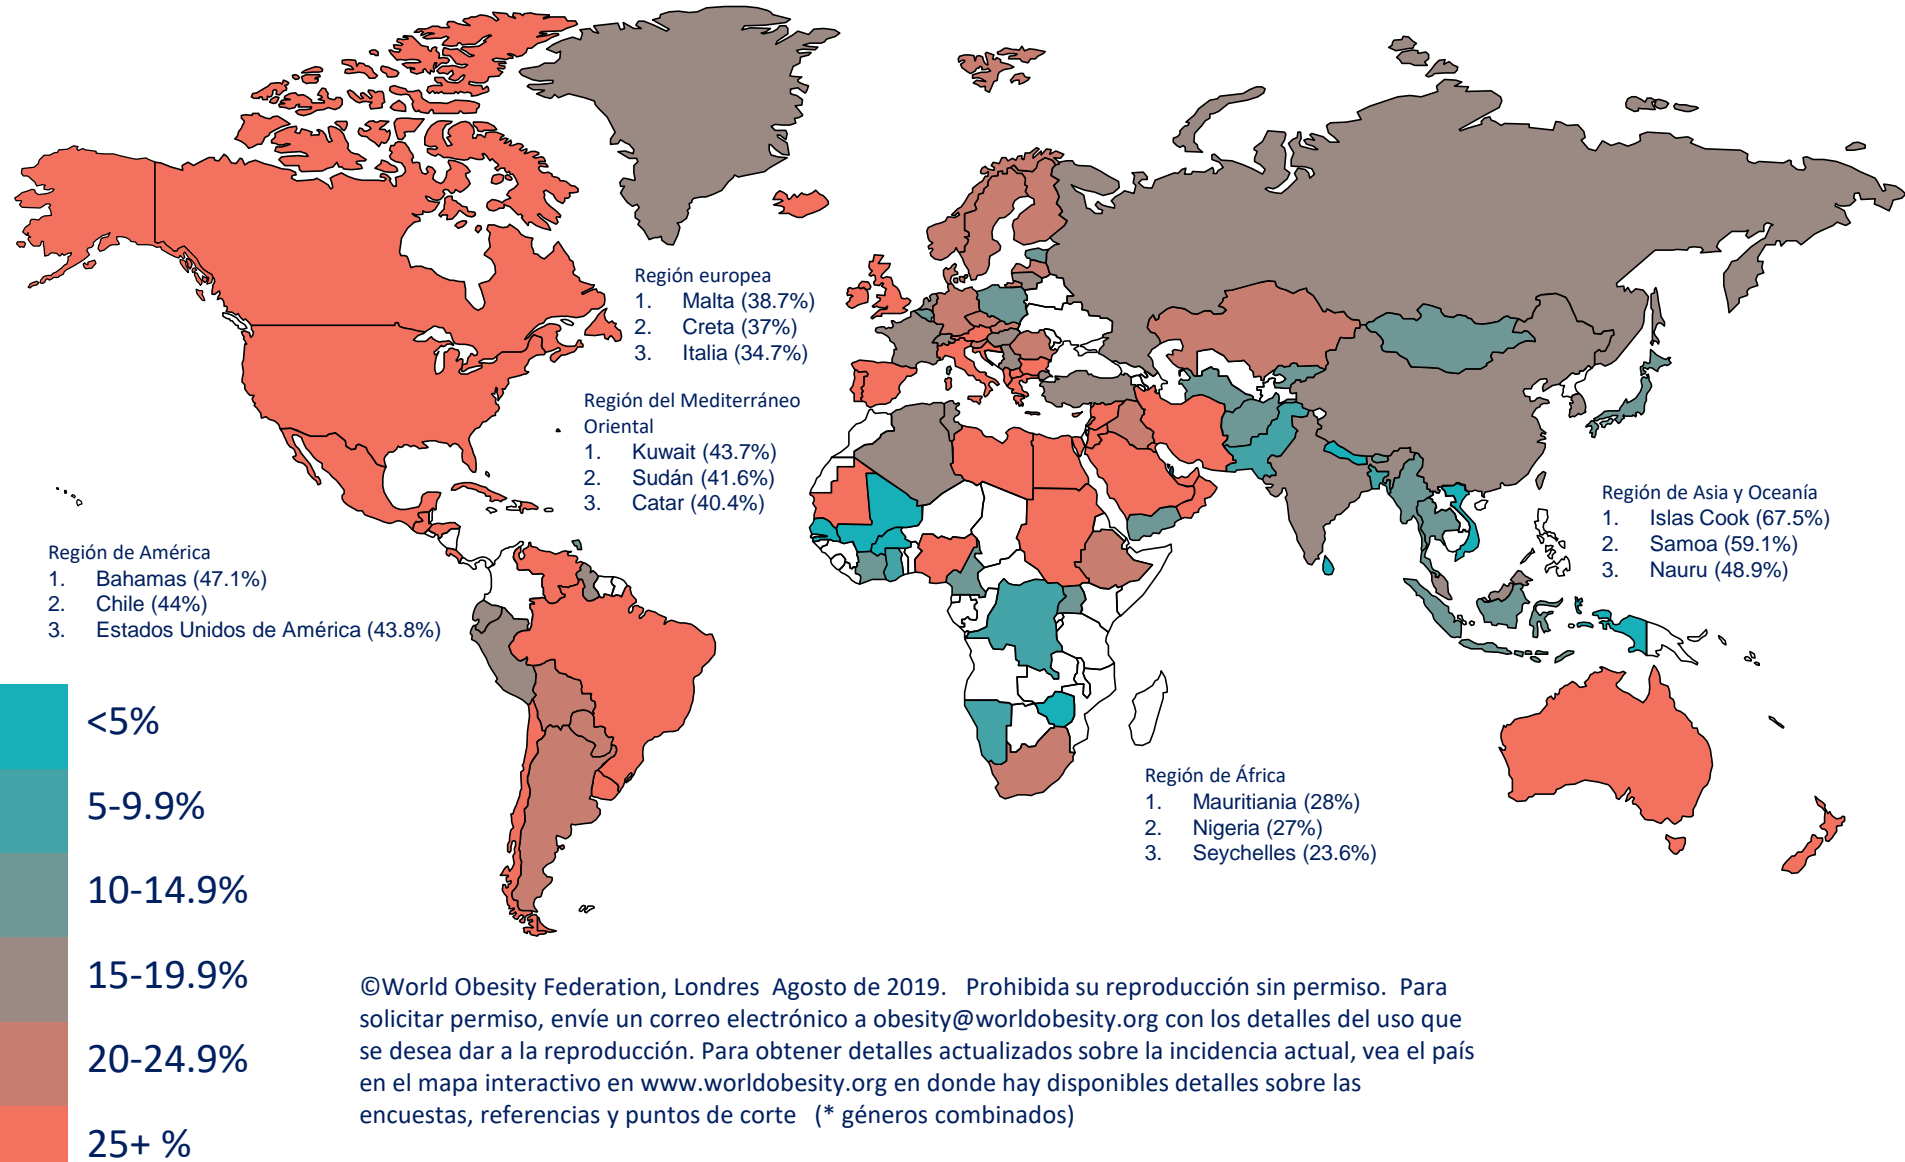 Región europea
1. Malta (38.7%)
2. Creta (37%)
3. Italia (34.7%)
Región del Mediterráneo
Oriental
1. Kuwait (43.7%)
2. Sudán (41.6%)
3. Catar (40.4%)
Región de Asia y Oceanía
1. Islas Cook (67.5%)
2. Samoa (59.1%)
3. Nauru (48.9%)
Región de América
1. Bahamas (47.1%)
2. Chile (44%)
3. Estados Unidos de América (43.8%)
Región de África
1. Mauritiania (28%)
2. Nigeria (27%)
3. Seychelles (23.6%)
<5%
5-9.9%
10-14.9%
15-19.9%
20-24.9%
25+ %
©World Obesity Federation, Londres Agosto de 2019. Prohibida su reproducción sin permiso. Para
solicitar permiso, envíe un correo electrónico a obesity@worldobesity.org con los detalles del uso que
se desea dar a la reproducción. Para obtener detalles actualizados sobre la incidencia actual, vea el país
en el mapa interactivo en www.worldobesity.org en donde hay disponibles detalles sobre las
encuestas, referencias y puntos de corte (* géneros combinados)